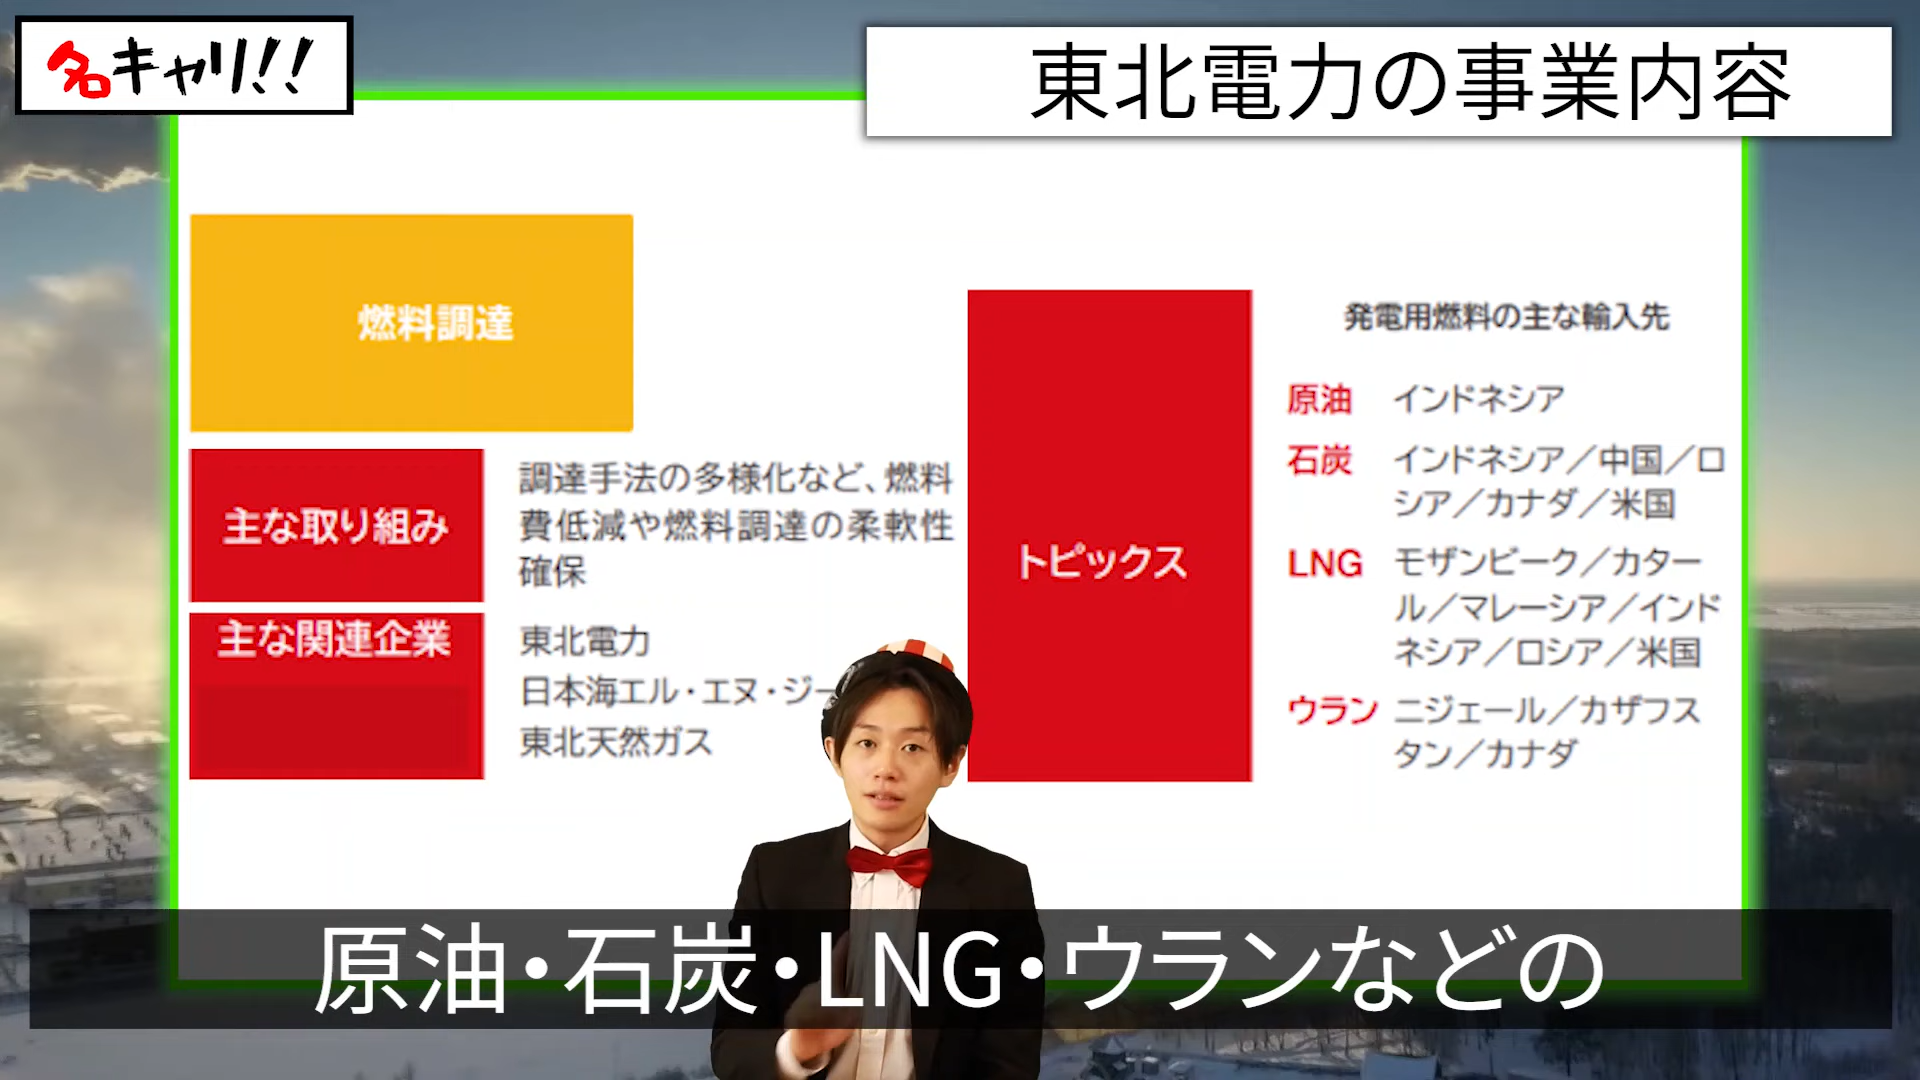 名キャリ!!
東北電力の事業内容
燃料調達
主な取り組み
調達手法の多様化など、燃料
費低減や燃料調達の柔軟性
確保
主な関連企業
東北電力
日本海エル・エヌ・ジー
東北天然ガス
トピックス
発電用燃料の主な輸入先
原油 インドネシア
石炭 インドネシア／中国／ロ
シア／カナダ／米国
LNG モザンビーク／カター
ル／マレーシア／インド
ネシア／ロシア／米国
ウラン ニジェール／カザフス
タン／カナダ
原油・石炭・LNG・ウランなどの